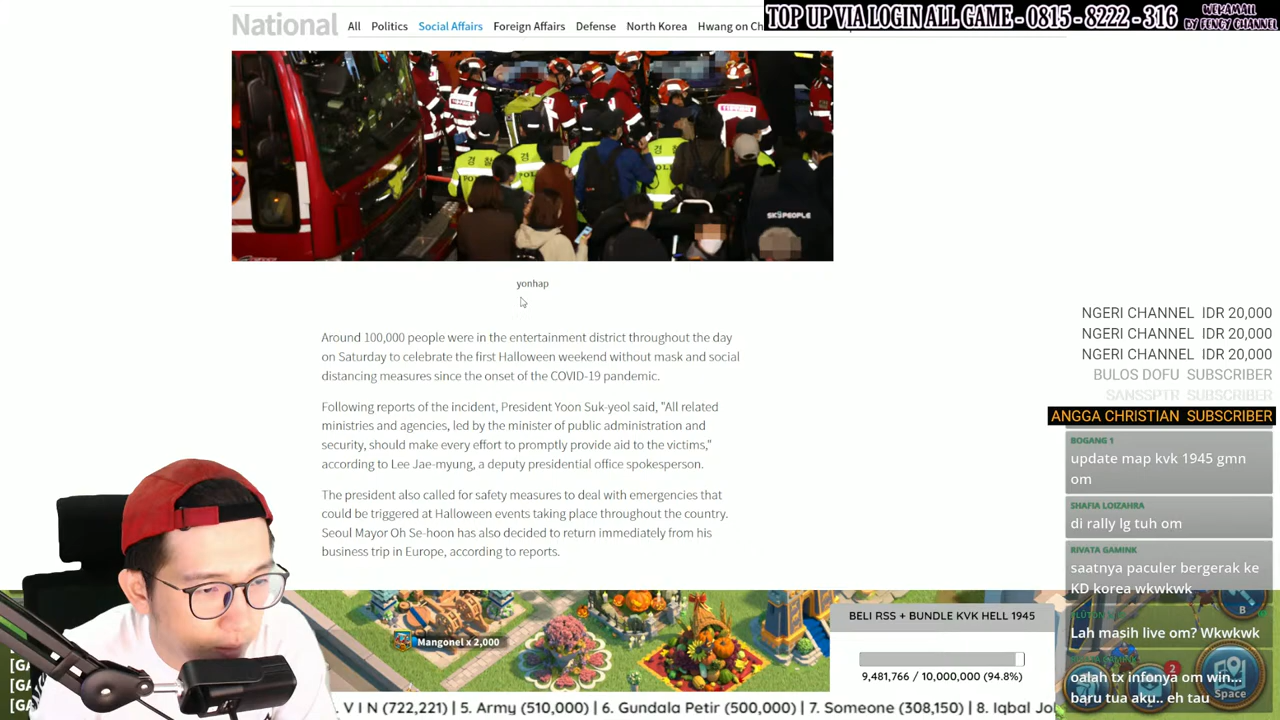 TOP UP VIA LOGIN ALL GAME - 0815 - 8222 - 316
WEKAMALL
BY FENGY CHANNEL
National
All Politics Social Affairs Foreign Affairs Defense North Korea Hwang on Ch
경찰
경찰
POL
SK3PEOPLE
yonhap
Around 100,000 people were in the entertainment district throughout the day
on Saturday to celebrate the first Halloween weekend without mask and social
distancing measures since the onset of the COVID-19 pandemic.
Following reports of the incident, President Yoon Suk-yeol said, "All related
ministries and agencies, led by the minister of public administration and
security, should make every effort to promptly provide aid to the victims,"
according to Lee Jae-myung, a deputy presidential office spokesperson.
The president also called for safety measures to deal with emergencies that
could be triggered at Halloween events taking place throughout the country.
Seoul Mayor Oh Se-hoon has also decided to return immediately from his
business trip in Europe, according to reports.
NGERI CHANNEL IDR 20,000
NGERI CHANNEL IDR 20,000
NGERI CHANNEL IDR 20,000
BULOS DOFU SUBSCRIBER
SANSSPTR SUBSCRIBER
ANGGA CHRISTIAN SUBSCRIBER
BOGANG 1
update map kvk 1945 gmn
om
SHAFIA LOIZAHRA
di rally lg tuh om
RIVATA GAMINK
saatnya paculer bergerak ke
KD korea wkwkwk
Lah masih live om? Wkwkwk
oalah tx infonya om win...
baru tua aku.. eh tau
B
2
Space
Mangonel x 2,000
BELI RSS + BUNDLE KVK HELL 1945
9,481,766 / 10,000,000 (94.8%)
[GA
[GA
[GA
. V I N (722,221) | 5. Army (510,000) | 6. Gundala Petir (500,000) | 7. Someone (308,150) | 8. Iqbal Jo